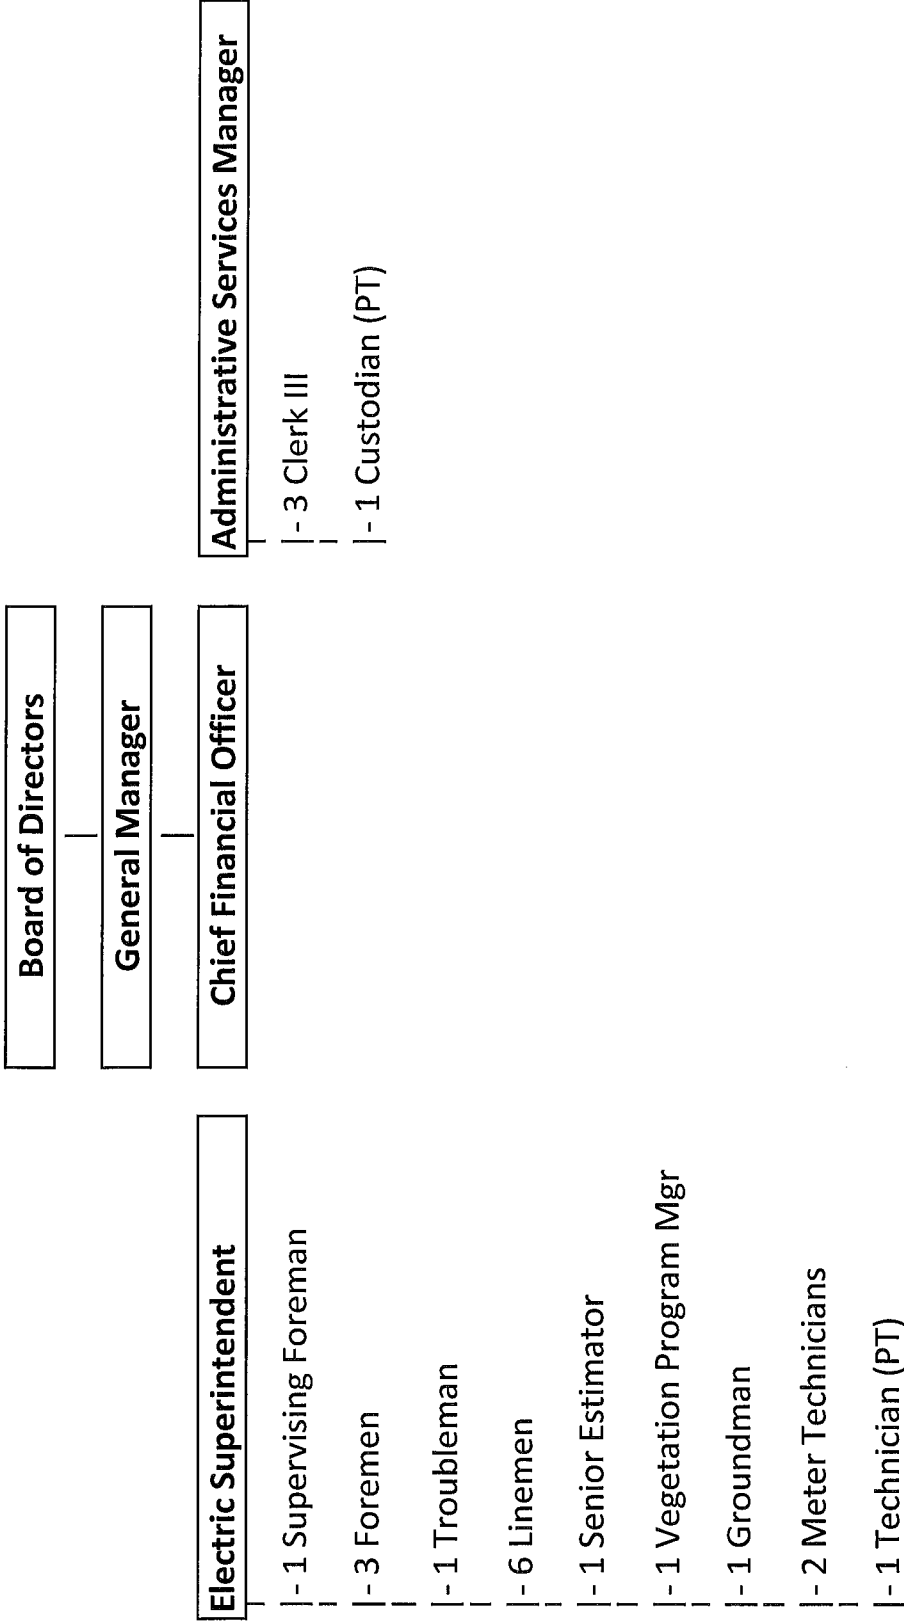 Board of Directors
General Manager
Electric Superintendent
Chief Financial Officer
Administrative Services Manager
|- 1 Supervising Foreman
|- 3 Foremen
|- 1 Troubleman
|- 6 Linemen
|- 1 Senior Estimator
|- 1 Vegetation Program Mgr
|- 1 Groundman
|- 2 Meter Technicians
|- 1 Technician (PT)
|- 3 Clerk III
|- 1 Custodian (PT)